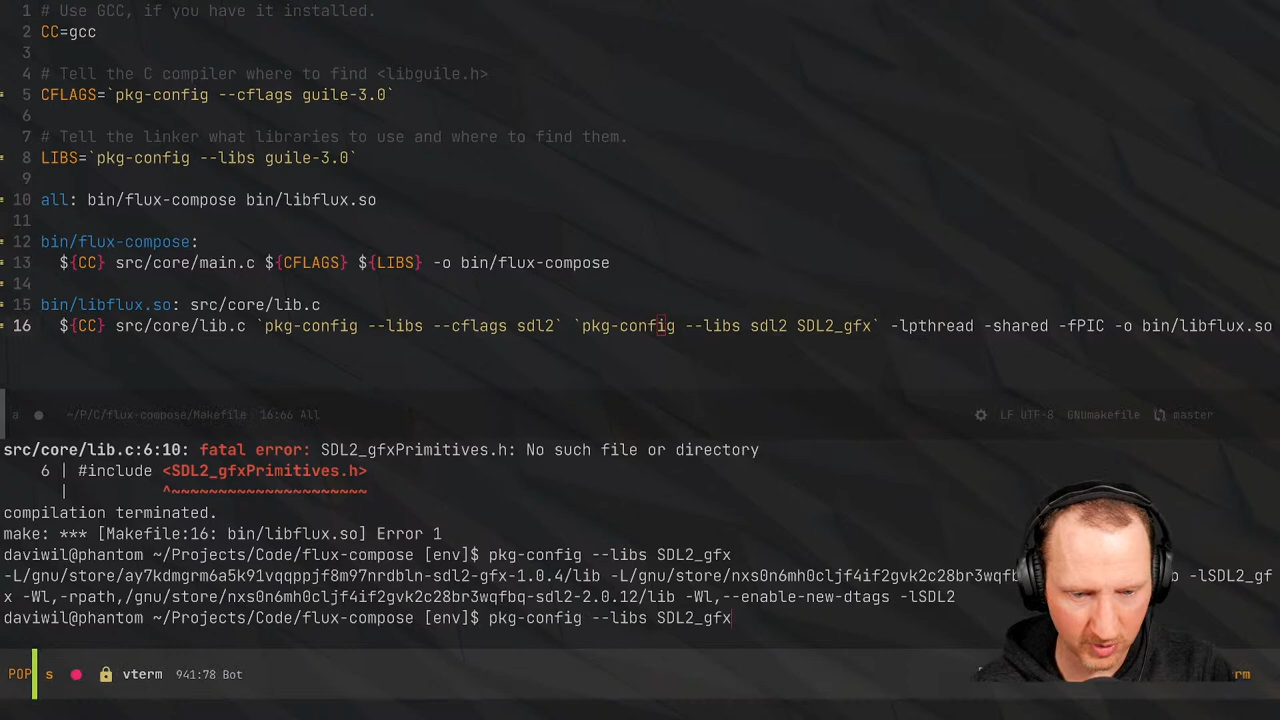 1 # Use GCC, if you have it installed.
2 CC=gcc
3
4 # Tell the C compiler where to find <libguile.h>
5 CFLAGS=`pkg-config --cflags guile-3.0`
6
7 # Tell the linker what libraries to use and where to find them.
8 LIBS=`pkg-config --libs guile-3.0`
9
10 all: bin/flux-compose bin/libflux.so
11
12 bin/flux-compose:
13 ${CC} src/core/main.c ${CFLAGS} ${LIBS} -o bin/flux-compose
14
15 bin/libflux.so: src/core/lib.c
16 ${CC} src/core/lib.c `pkg-config --libs --cflags sdl2` `pkg-config --libs sdl2 SDL2_gfx` -lpthread -shared -fPIC -o bin/libflux.so
a ~/P/C/flux-compose/Makefile 16:66 All LF UTF-8 GNUmakefile master
src/core/lib.c:6:10: fatal error: SDL2_gfxPrimitives.h: No such file or directory
6 | #include <SDL2_gfxPrimitives.h>
| ^~~~~~~~~~~~~~~~~~~~~
compilation terminated.
make: *** [Makefile:16: bin/libflux.so] Error 1
daviwil@phantom ~/Projects/Code/flux-compose [env]$ pkg-config --libs SDL2_gfx
-L/gnu/store/ay7kdmgrm6a5k91vqqppjf8m97nrdbln-sdl2-gfx-1.0.4/lib -L/gnu/store/nxs0n6mh0cljf4if2gvk2c28br3wqfb -lSDL2_gf
x -Wl,-rpath,/gnu/store/nxs0n6mh0cljf4if2gvk2c28br3wqfbq-sdl2-2.0.12/lib -Wl,--enable-new-dtags -lSDL2
daviwil@phantom ~/Projects/Code/flux-compose [env]$ pkg-config --libs SDL2_gfx
POP s vterm 941:78 Bot